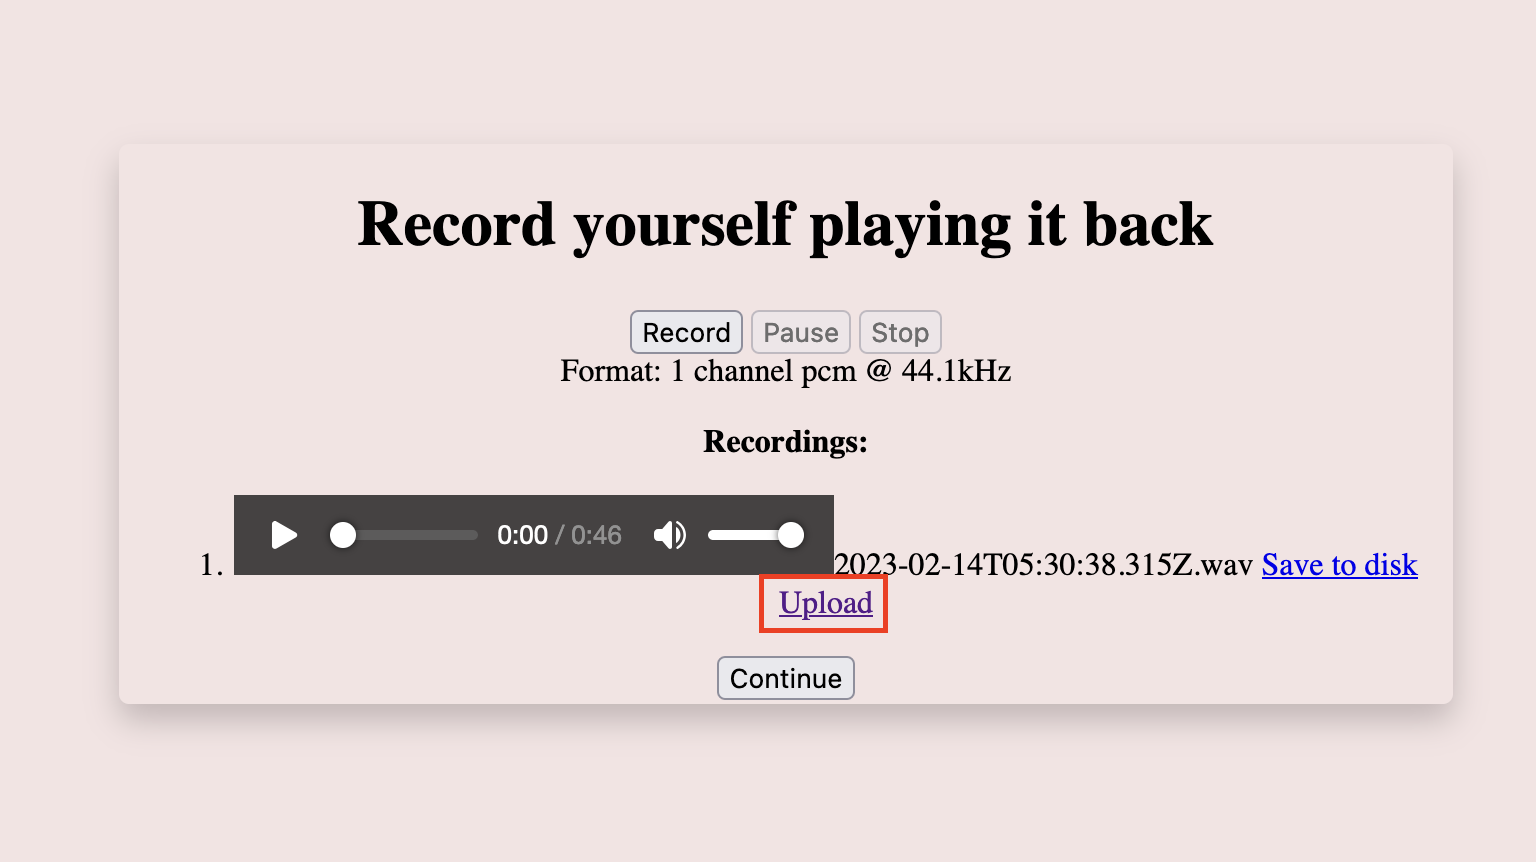 Record yourself playing it back
Record Pause Stop
Format: 1 channel pcm @ 44.1kHz
Recordings:
0:00 / 0:46
1. 2023-02-14T05:30:38.315Z.wav Save to disk
Upload
Continue